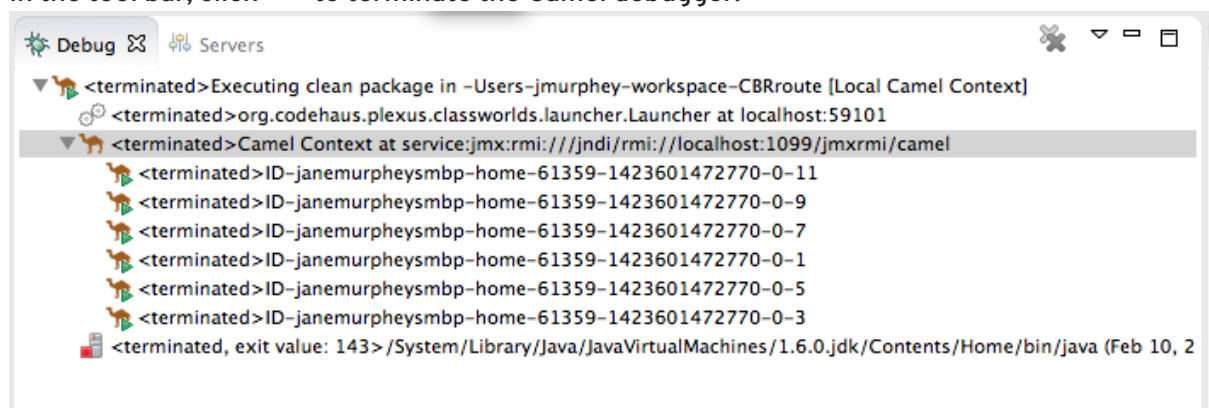 Debug Servers
<terminated>Executing clean package in -Users-jmurphey-workspace-CBRroute [Local Camel Context]
<terminated>org.codehaus.plexus.classworlds.launcher.Launcher at localhost:59101
<terminated>Camel Context at service:jmx:rmi:///jndi/rmi://localhost:1099/jmxrmi/camel
<terminated>ID-janemurpheysmbp-home-61359-1423601472770-0-11
<terminated>ID-janemurpheysmbp-home-61359-1423601472770-0-9
<terminated>ID-janemurpheysmbp-home-61359-1423601472770-0-7
<terminated>ID-janemurpheysmbp-home-61359-1423601472770-0-1
<terminated>ID-janemurpheysmbp-home-61359-1423601472770-0-5
<terminated>ID-janemurpheysmbp-home-61359-1423601472770-0-3
<terminated, exit value: 143>/System/Library/Java/JavaVirtualMachines/1.6.0.jdk/Contents/Home/bin/java (Feb 10, 2